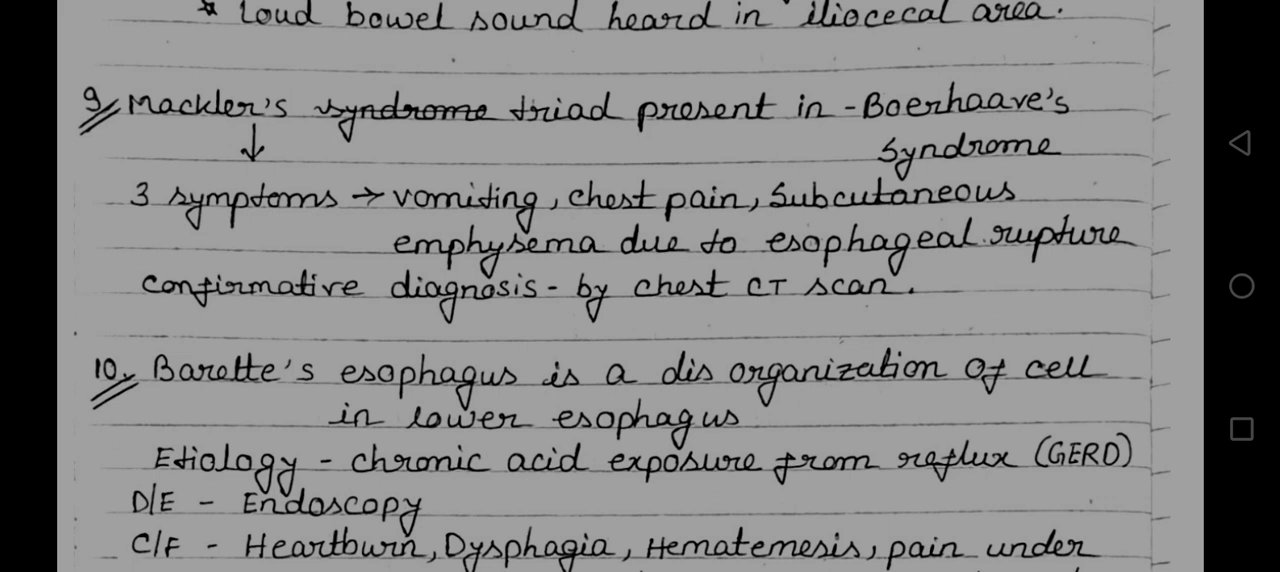 * Loud bowel sound heard in iliocecal area.
9, Mackler's syndrome triad present in - Boerhaave's
Syndrome
↓
3 symptoms → vomiting, chest pain, Subcutaneous
emphysema due to esophageal rupture
confirmative diagnosis - by chest CT scan.
10, Barette's esophagus is a dis organization of cell
in lower esophagus
Etiology - chronic acid exposure from reflux (GERD)
D/E - Endoscopy
C/F - Heartburn, Dysphagia, Hematemesis, pain under